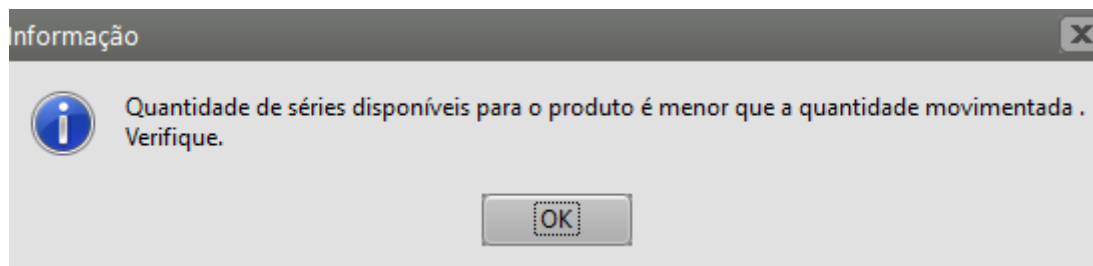 Informação
Quantidade de séries disponíveis para o produto é menor que a quantidade movimentada .
Verifique.
OK